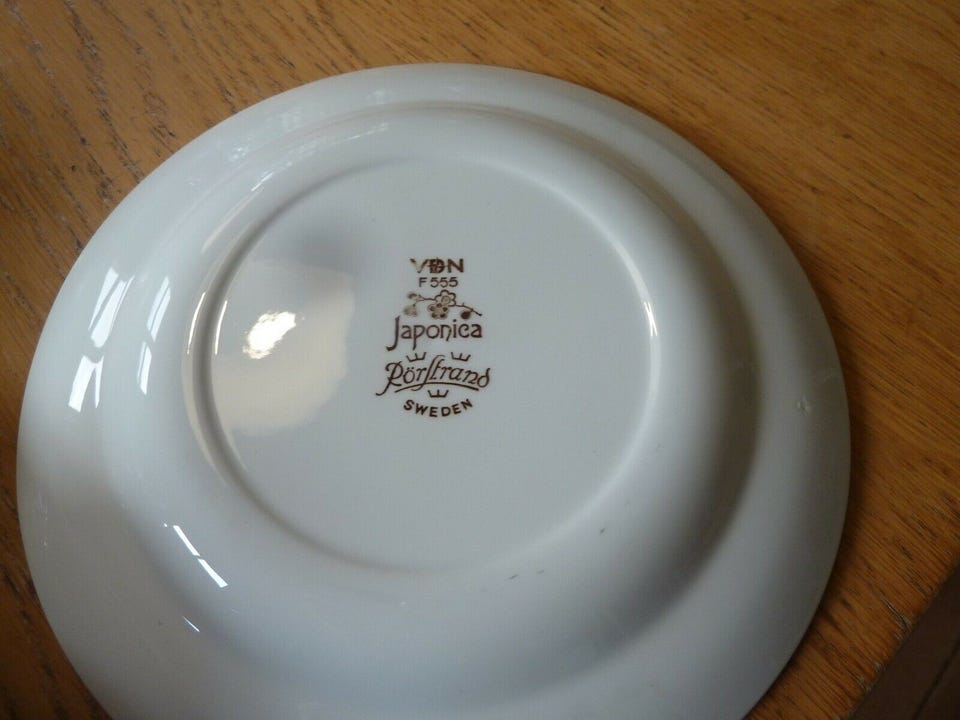 VDN
F 555
Japonica
Rörstrand
SWEDEN